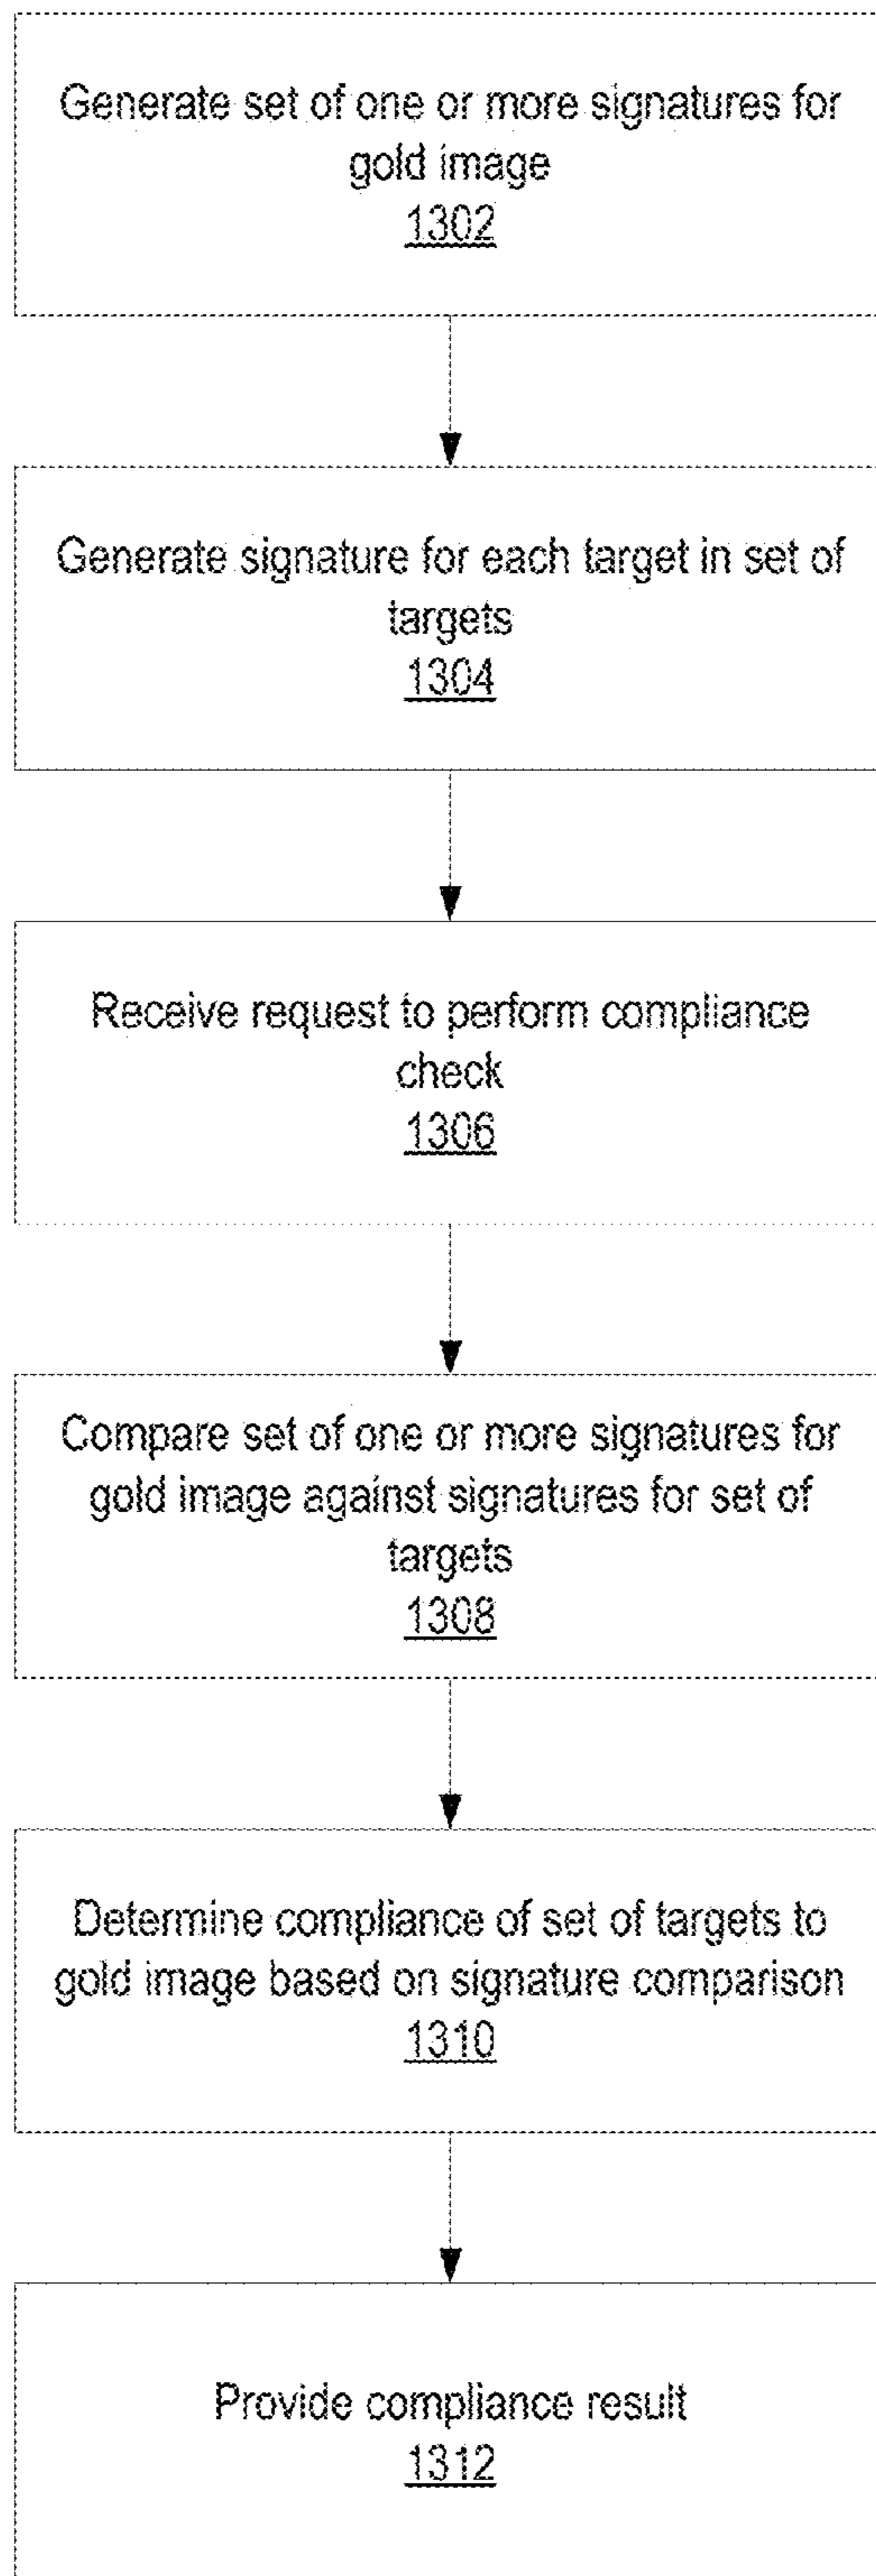 Generate set of one or more signatures for
gold image
1302
Generate signature for each target in set of
targets
1304
Receive request to perform compliance
check
1306
Compare set of one or more signatures for
gold image against signatures for set of
targets
1308
Determine compliance of set of targets to
gold image based on signature comparison
1310
Provide compliance result
1312